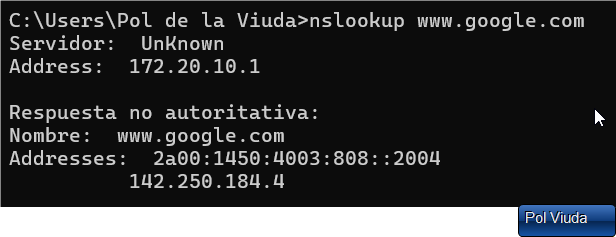 C:\Users\Pol de la Viuda>nslookup www.google.com
Servidor:  UnKnown
Address:  172.20.10.1

Respuesta no autoritativa:
Nombre:  www.google.com
Addresses:  2a00:1450:4003:808::2004
          142.250.184.4
Pol Viuda